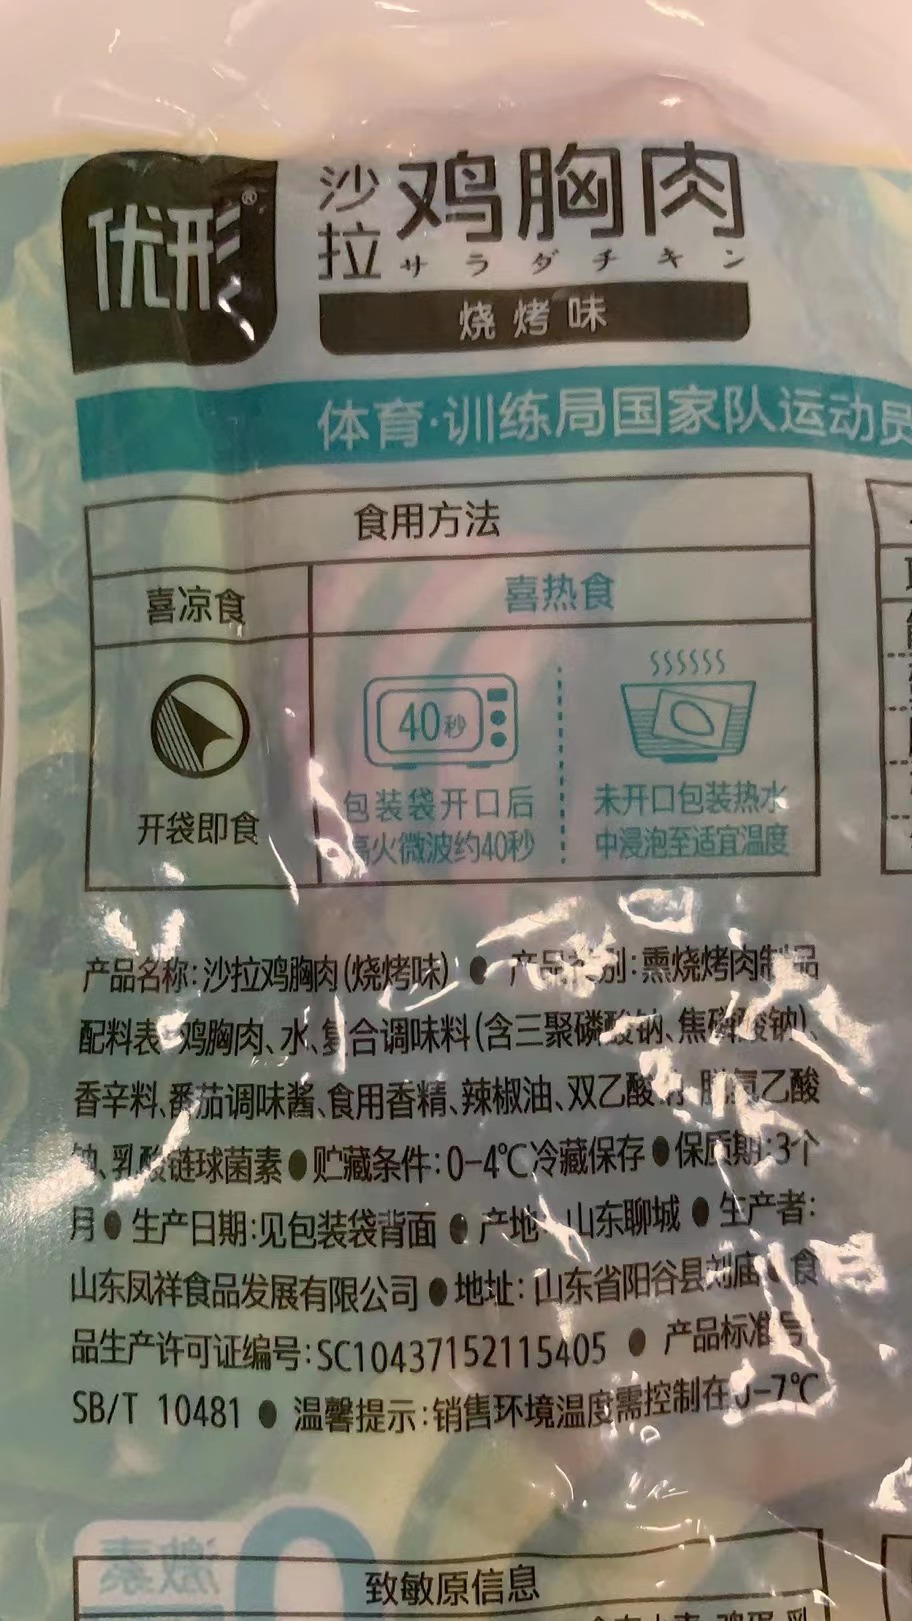 优形®
沙拉鸡胸肉
サラダチキン
烧烤味
体育·训练局国家队运动员
食用方法
喜凉食
喜热食
40秒
开袋即食
包装袋开口后
高火微波约40秒
未开口包装热水
中浸泡至适宜温度
产品名称:沙拉鸡胸肉(烧烤味) ● 产品类别:熏烧烤肉制品
配料表:鸡胸肉、水、复合调味料(含三聚磷酸钠、焦磷酸钠)、
香辛料、番茄调味酱、食用香精、辣椒油、双乙酸钠、脱氢乙酸
钠、乳酸链球菌素●贮藏条件:0-4℃冷藏保存●保质期:3个
月● 生产日期:见包装袋背面 ● 产地:山东聊城 ● 生产者:
山东凤祥食品发展有限公司 ●地址: 山东省阳谷县刘庙● 食
品生产许可证编号:SC10437152115405 ● 产品标准号:
SB/T 10481 ● 温馨提示:销售环境温度需控制在0-7℃
0激素
致敏原信息